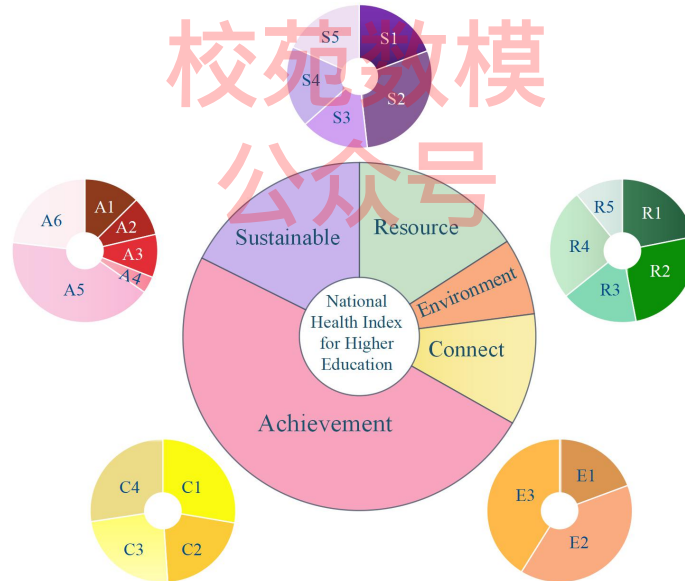 校苑数模
公众号
S1
S2
S3
S4
S5
A1
A2
A3
A4
A5
A6
R1
R2
R3
R4
R5
Sustainable
Resource
Environment
Connect
Achievement
National
Health Index
for Higher
Education
C1
C2
C3
C4
E1
E2
E3